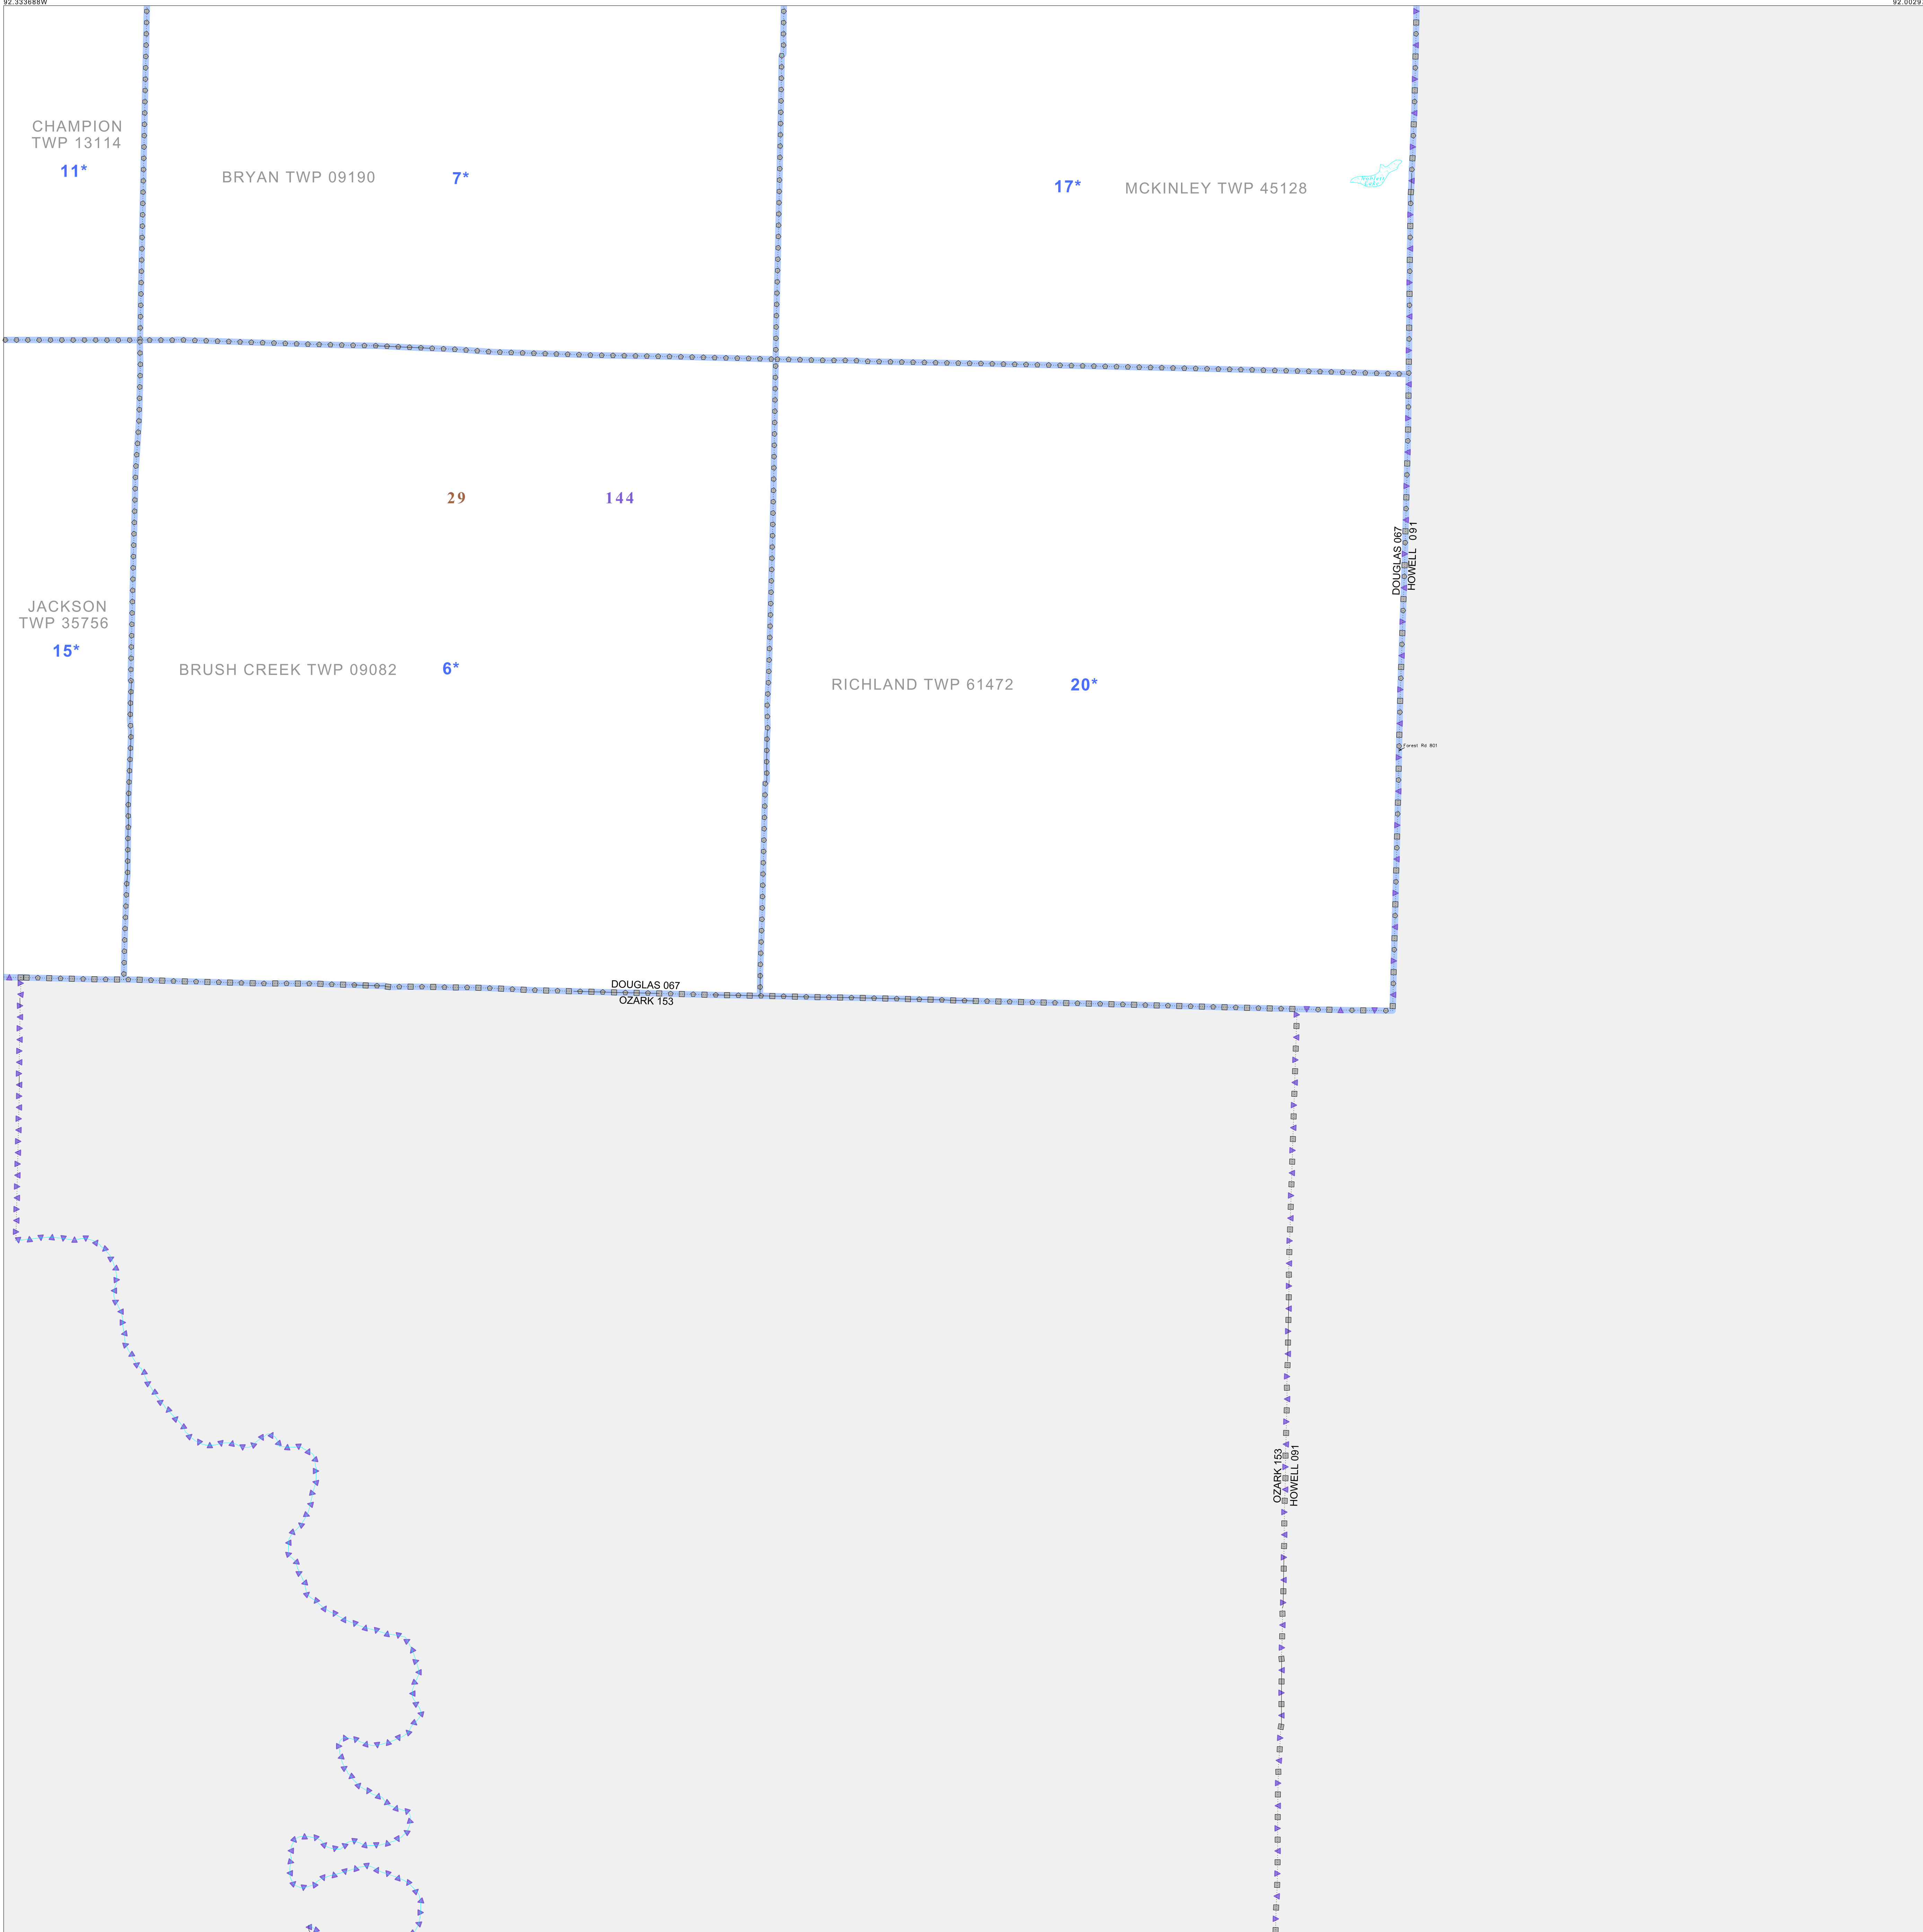 92.333688W
92.0029
CHAMPION
TWP 13114
11*
BRYAN TWP 09190
7*
17*
MCKINLEY TWP 45128
29
144
DOUGLAS 067
HOWELL 091
JACKSON
TWP 35756
15*
BRUSH CREEK TWP 09082
6*
RICHLAND TWP 61472
20*
Forest Rd 801
DOUGLAS 067
OZARK 153
OZARK 153
HOWELL 091